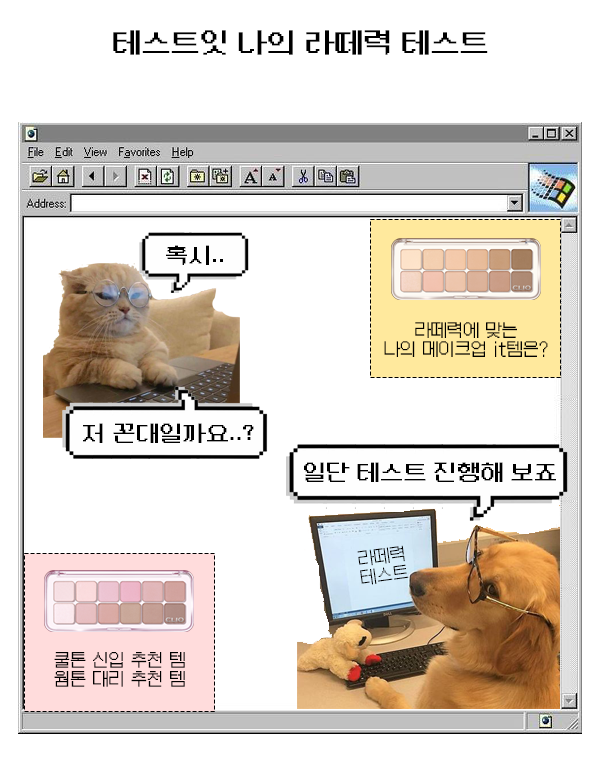 테스트잇 나의 라떼력 테스트
File Edit View Favorites Help
A A
Address:
혹시..
CLIO
라떼력에 맞는
나의 메이크업 it템은?
저 꼰대일까요..?
일단 테스트 진행해 보죠
라떼력
테스트
CLIO
쿨톤 신입 추천 템
웜톤 대리 추천 템